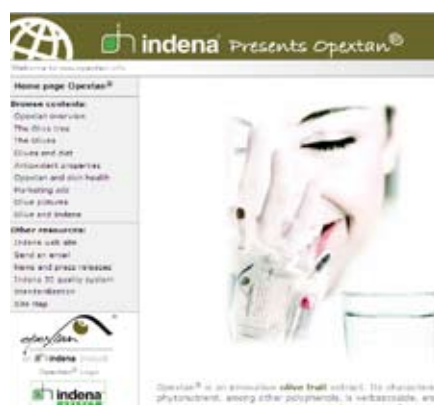 indena® Presents Opextan®
Welcome to www.opextan.info
Home page Opextan®
Browse contents:
Opextan overview
The Olive tree
The Olives
Olives and diet
Antioxidant properties
Opextan and skin health
Marketing aids
Olive pictures
Olive and Indena
Other resources:
Indena web site
Send an email
News and press releases
Indena 3D quality system
Standardization
Site Map
opextan®
indena
Opextan® Logo
indena
Opextan® is an innovative olive fruit extract. Its
phytonutrient, among other polyphenols, is verbascoside,